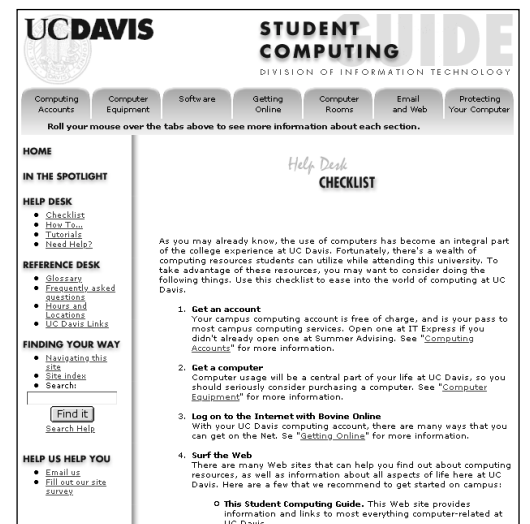 UCDAVIS
STUDENT
COMPUTING
GUIDE
DIVISION OF INFORMATION TECHNOLOGY
Computing Accounts
Computer Equipment
Software
Getting Online
Computer Rooms
Email and Web
Protecting Your Computer
Roll your mouse over the tabs above to see more information about each section.
HOME
IN THE SPOTLIGHT
HELP DESK
Checklist
How To...
Tutorials
Need Help?
REFERENCE DESK
Glossary
Frequently asked
questions
Hours and
Locations
UC Davis Links
FINDING YOUR WAY
Navigating this
site
Site index
Search:
Find it
Search Help
HELP US HELP YOU
Email us
Fill out our site
survey
Help Desk
CHECKLIST
As you may already know, the use of computers has become an integral part
of the college experience at UC Davis. Fortunately, there's a wealth of
computing resources students can utilize while attending this university. To
take advantage of these resources, you may want to consider doing the
following things. Use this checklist to ease into the world of computing at UC
Davis.
1. Get an account
Your campus computing account is free of charge, and is your pass to
most campus computing services. Open one at IT Express if you
didn't already open one at Summer Advising. See "Computing
Accounts" for more information.
2. Get a computer
Computer usage will be a central part of your life at UC Davis, so you
should seriously consider purchasing a computer. See "Computer
Equipment" for more information.
3. Log on to the Internet with Bovine Online
With your UC Davis computing account, there are many ways that you
can get on the Net. Se "Getting Online" for more information.
4. Surf the Web
There are many Web sites that can help you find out about computing
resources, as well as information about all aspects of life here at UC
Davis. Here are a few that we recommend to get started on campus:
This Student Computing Guide. This Web site provides
information and links to most everything computer-related at
UC Davis